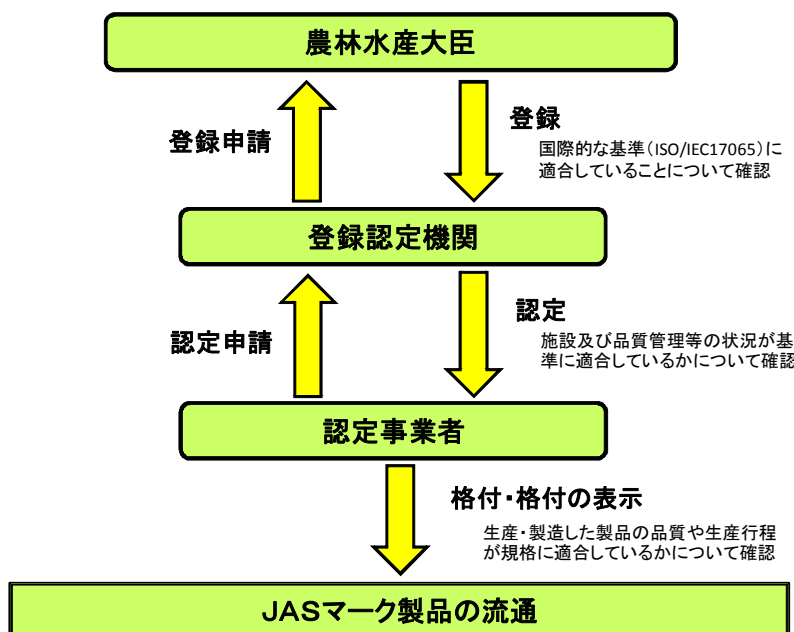 農林水産大臣
登録申請
登録
国際的な基準(ISO/IEC17065)に
適合していることについて確認
登録認定機関
認定申請
認定
施設及び品質管理等の状況が基
準に適合しているかについて確認
認定事業者
格付・格付の表示
生産・製造した製品の品質や生産行程
が規格に適合しているかについて確認
JASマーク製品の流通